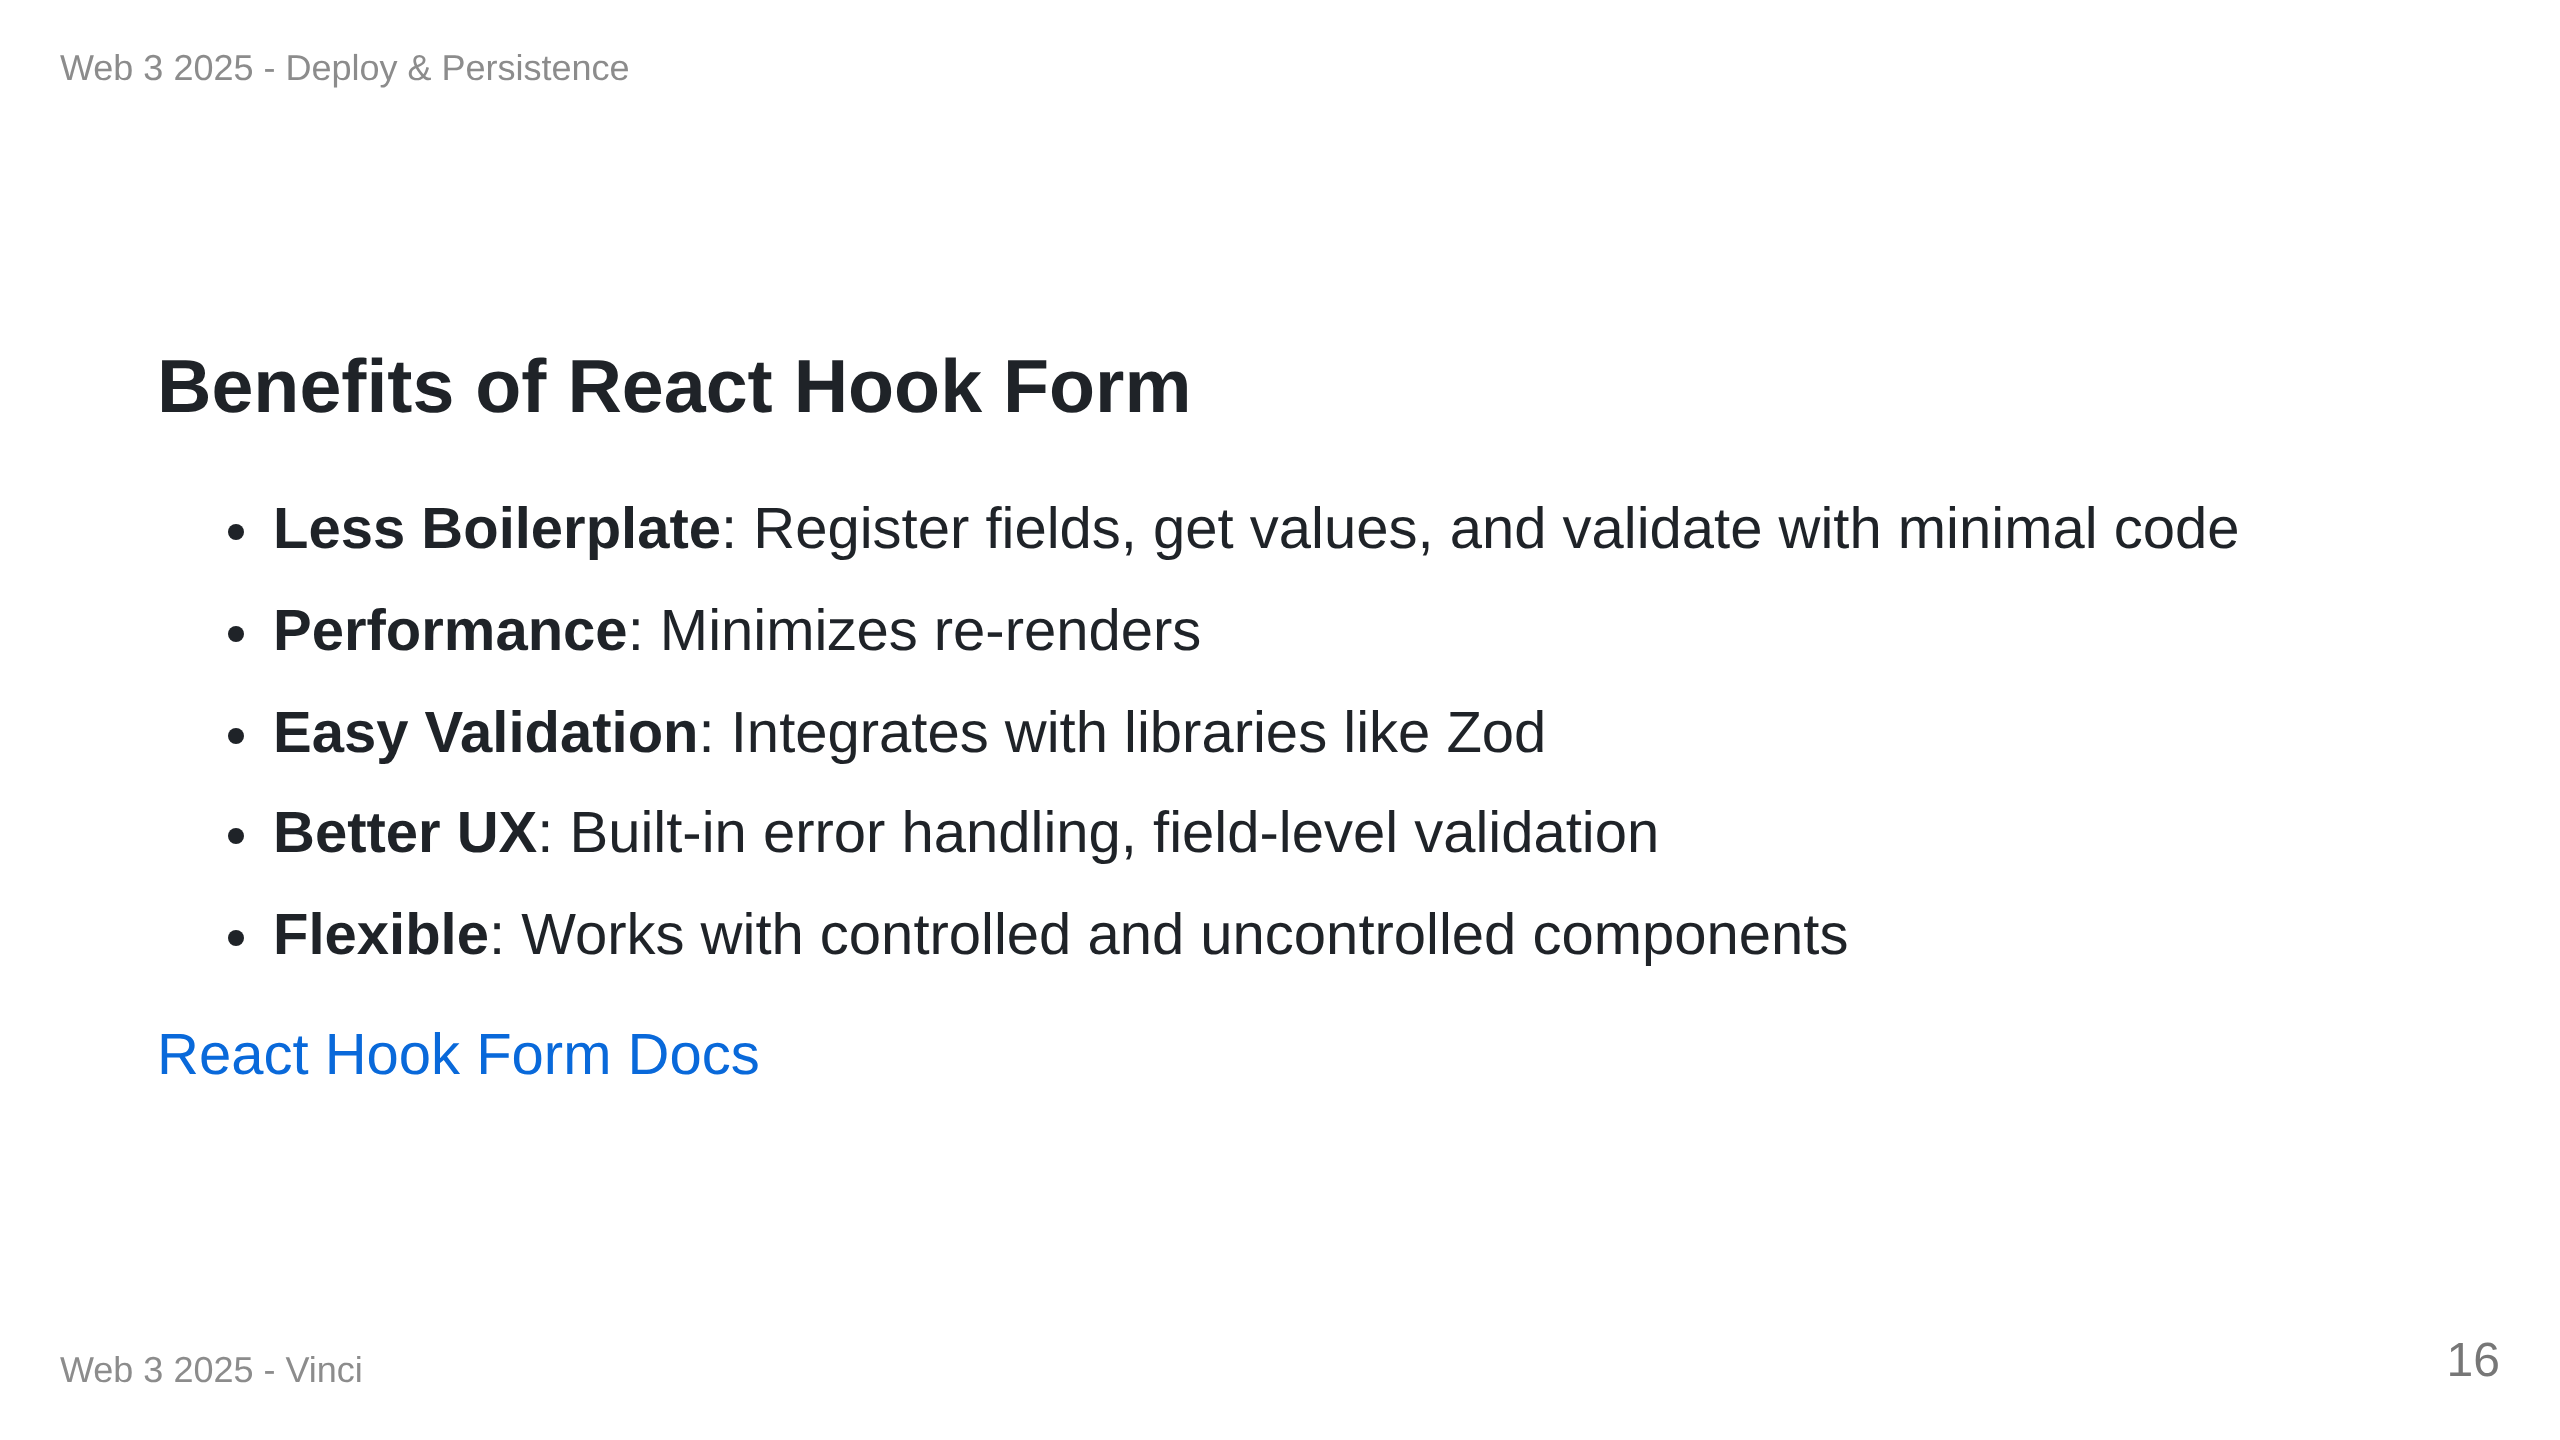 Web 3 2025 - Deploy & Persistence
Benefits of React Hook Form
• Less Boilerplate: Register fields, get values, and validate with minimal code
• Performance: Minimizes re-renders
• Easy Validation: Integrates with libraries like Zod
• Better UX: Built-in error handling, field-level validation
• Flexible: Works with controlled and uncontrolled components
React Hook Form Docs
Web 3 2025 - Vinci
16